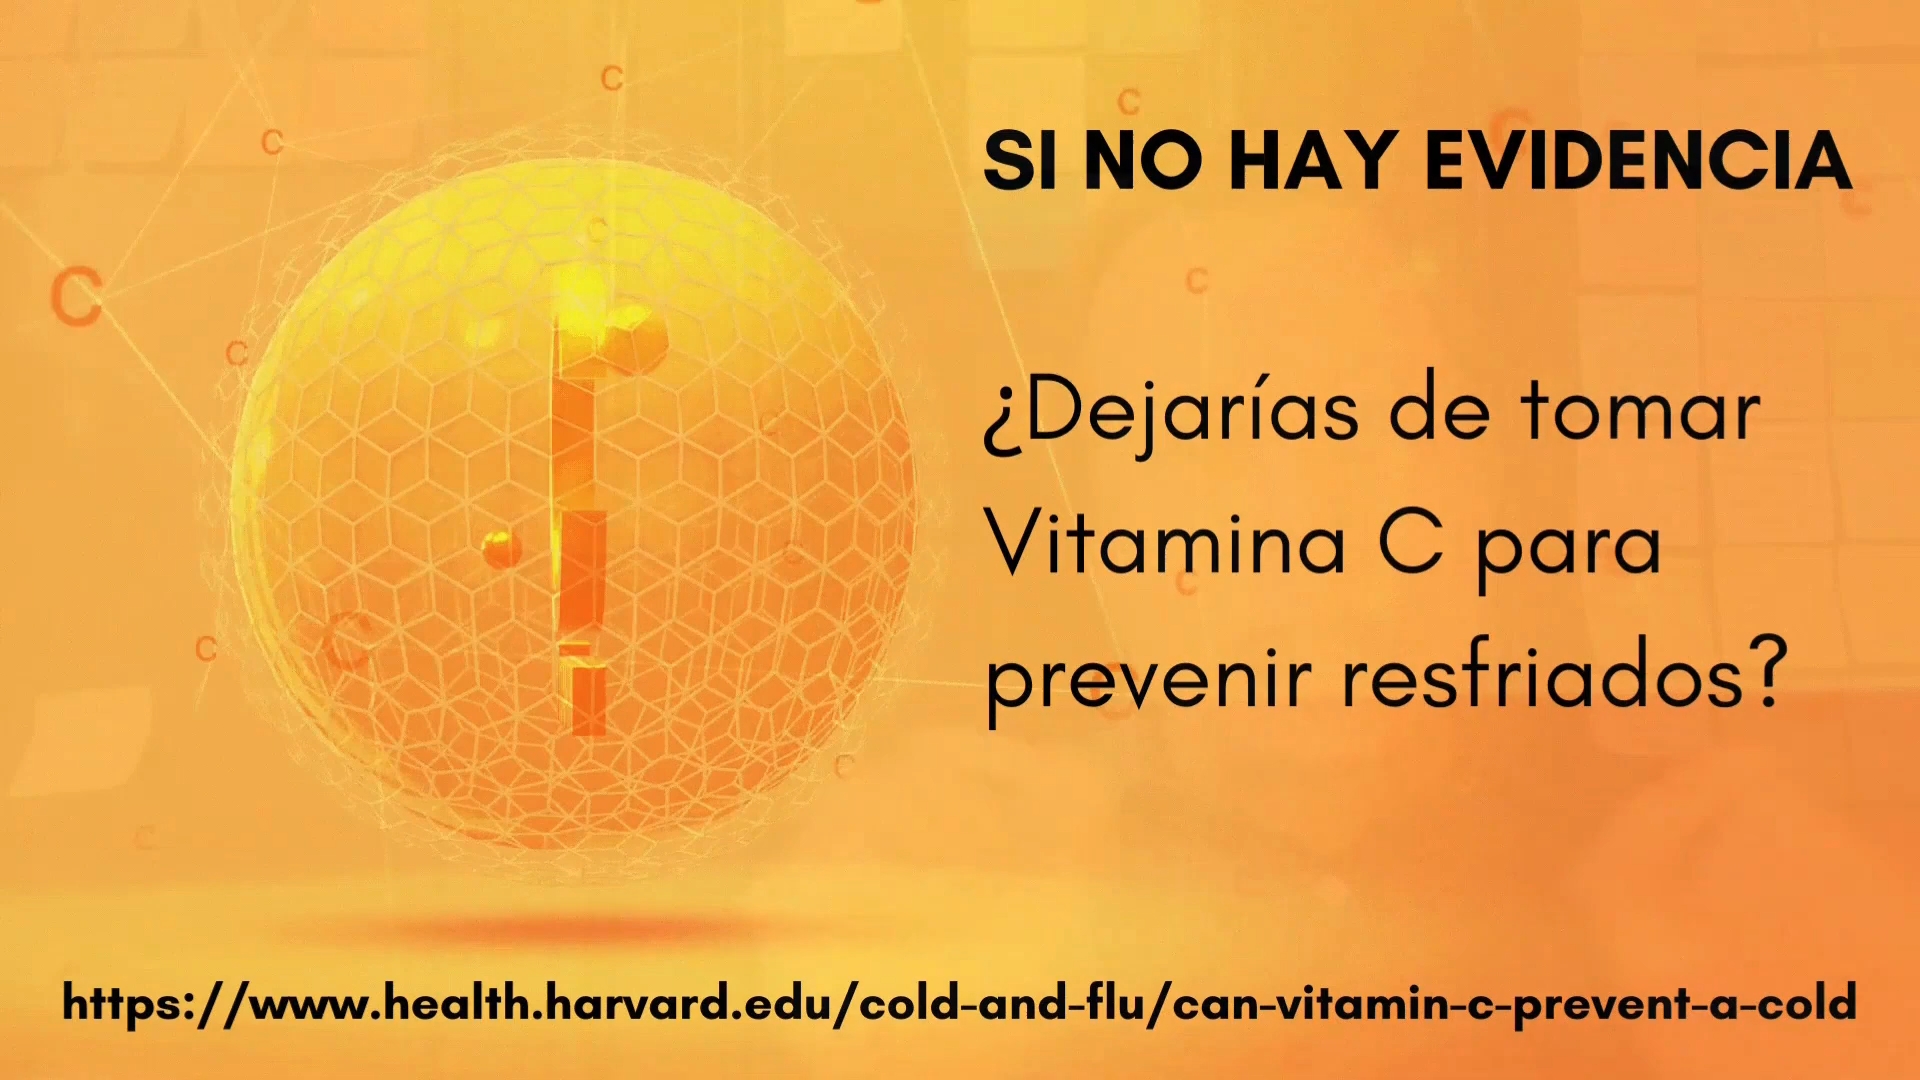 SI NO HAY EVIDENCIA
¿Dejarías de tomar
Vitamina C para
prevenir resfriados?
https://www.health.harvard.edu/cold-and-flu/can-vitamin-c-prevent-a-cold